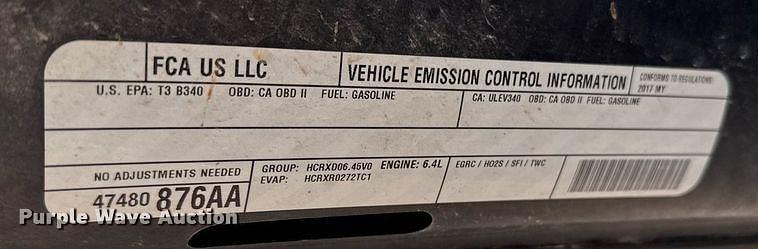 FCA US LLC
VEHICLE EMISSION CONTROL INFORMATION
CONFORMS TO REGULATIONS:
2017 MY
U.S. EPA: T3 B340 OBD: CA OBD II FUEL: GASOLINE
CA: ULEV340 OBD: CA OBD II FUEL: GASOLINE
NO ADJUSTMENTS NEEDED
47480 876AA
GROUP: HCRXD06.45V0 ENGINE: 6.4L
EVAP: HCRXR0272TC1
EGRC / HO2S / SFI / TWC
Purple Wave Auction